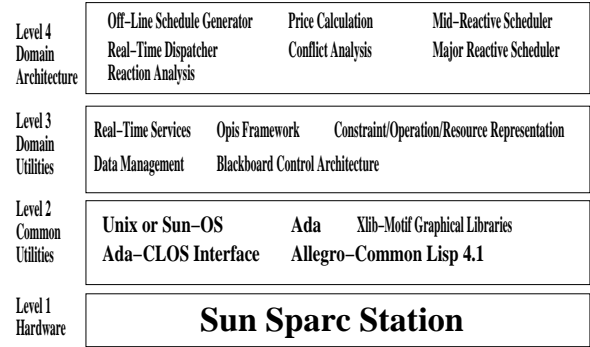 Level 4
Domain
Architecture
Off-Line Schedule Generator Price Calculation Mid-Reactive Scheduler
Real-Time Dispatcher Conflict Analysis Major Reactive Scheduler
Reaction Analysis
Level 3
Domain
Utilities
Real-Time Services Opis Framework Constraint/Operation/Resource Representation
Data Management Blackboard Control Architecture
Level 2
Common
Utilities
Unix or Sun-OS Ada Xlib-Motif Graphical Libraries
Ada-CLOS Interface Allegro-Common Lisp 4.1
Level 1
Hardware
Sun Sparc Station